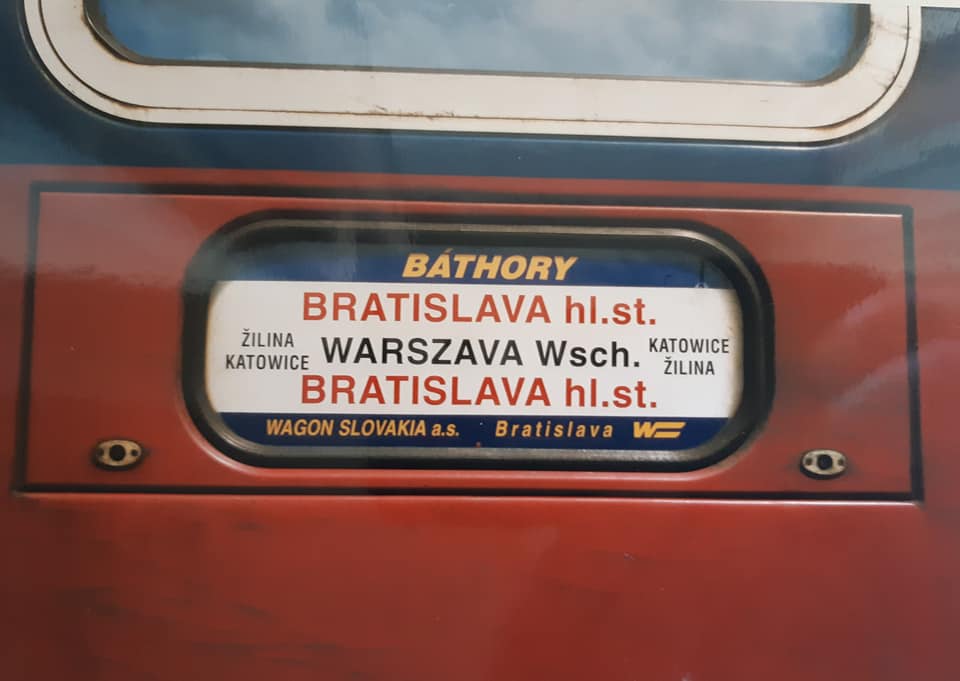 BÁTHORY
BRATISLAVA hl.st.
ŽILINA
KATOWICE
WARSZAVA Wsch.
KATOWICE
ŽILINA
BRATISLAVA hl.st.
WAGON SLOVAKIA a.s. Bratislava W